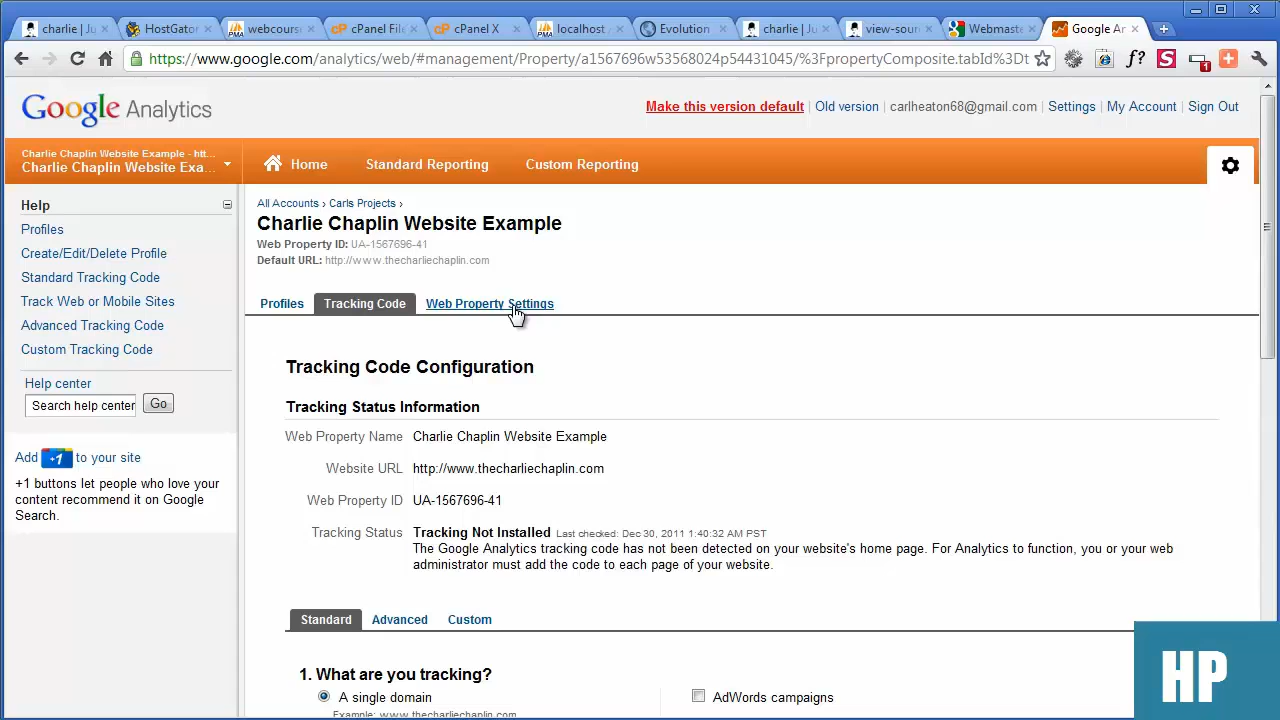 charlie | Ju
HostGator
webcours
cPanel File
cPanel X
localhost /
Evolution
charlie | Ju
view-sour
Webmaste
Google An
https://www.google.com/analytics/web/#management/Property/a1567696w53568024p54431045/%3FpropertyComposite.tabId%3Dt
Google Analytics
Make this version default
Old version
carlheaton68@gmail.com
Settings
My Account
Sign Out
Charlie Chaplin Website Example - htt...
Charlie Chaplin Website Exa...
Home
Standard Reporting
Custom Reporting
Help
Profiles
Create/Edit/Delete Profile
Standard Tracking Code
Track Web or Mobile Sites
Advanced Tracking Code
Custom Tracking Code
Help center
Search help center
Go
Add +1 to your site
+1 buttons let people who love your
content recommend it on Google
Search.
All Accounts › Carls Projects ›
Charlie Chaplin Website Example
Web Property ID: UA-1567696-41
Default URL: http://www.thecharliechaplin.com
Profiles
Tracking Code
Web Property Settings
Tracking Code Configuration
Tracking Status Information
Web Property Name Charlie Chaplin Website Example
Website URL http://www.thecharliechaplin.com
Web Property ID UA-1567696-41
Tracking Status Tracking Not Installed Last checked: Dec 30, 2011 1:40:32 AM PST
The Google Analytics tracking code has not been detected on your website's home page. For Analytics to function, you or your web
administrator must add the code to each page of your website.
Standard
Advanced
Custom
1. What are you tracking?
A single domain
AdWords campaigns
Example: www.thecharliechaplin.com
HP